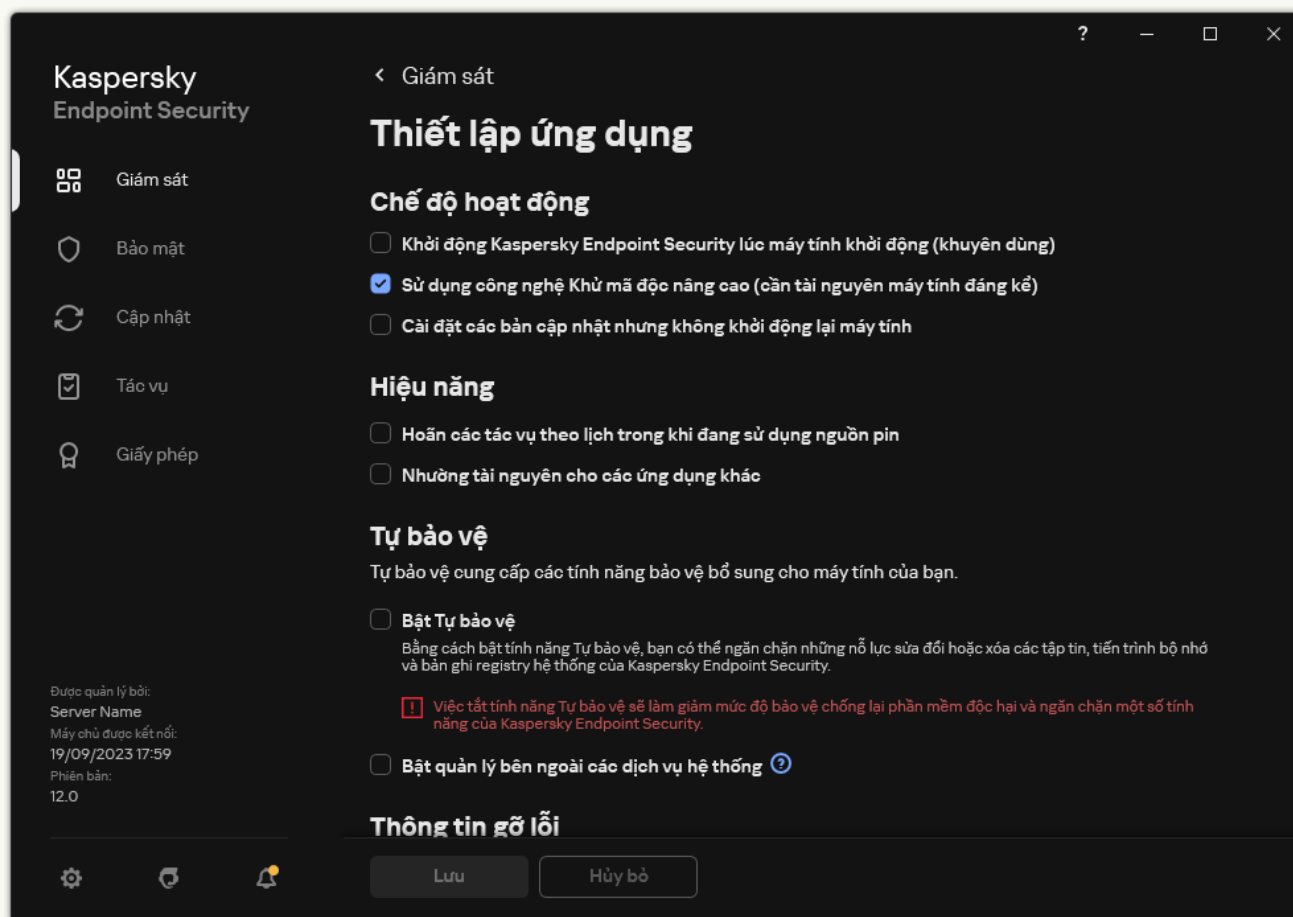 ?
Kaspersky
Endpoint Security
Giám sát
Bảo mật
Cập nhật
Tác vụ
Giấy phép
Được quản lý bởi:
Server Name
Máy chủ được kết nối:
19/09/2023 17:59
Phiên bản:
12.0
Giám sát
Thiết lập ứng dụng
Chế độ hoạt động
Khởi động Kaspersky Endpoint Security lúc máy tính khởi động (khuyên dùng)
Sử dụng công nghệ Khử mã độc nâng cao (cần tài nguyên máy tính đáng kể)
Cài đặt các bản cập nhật nhưng không khởi động lại máy tính
Hiệu năng
Hoãn các tác vụ theo lịch trong khi đang sử dụng nguồn pin
Nhường tài nguyên cho các ứng dụng khác
Tự bảo vệ
Tự bảo vệ cung cấp các tính năng bảo vệ bổ sung cho máy tính của bạn.
Bật Tự bảo vệ
Bằng cách bật tính năng Tự bảo vệ, bạn có thể ngăn chặn những nỗ lực sửa đổi hoặc xóa các tập tin, tiến trình bộ nhớ
và bản ghi registry hệ thống của Kaspersky Endpoint Security.
Việc tắt tính năng Tự bảo vệ sẽ làm giảm mức độ bảo vệ chống lại phần mềm độc hại và ngăn chặn một số tính
năng của Kaspersky Endpoint Security.
Bật quản lý bên ngoài các dịch vụ hệ thống ?
Thông tin gỡ lỗi
Lưu
Hủy bỏ